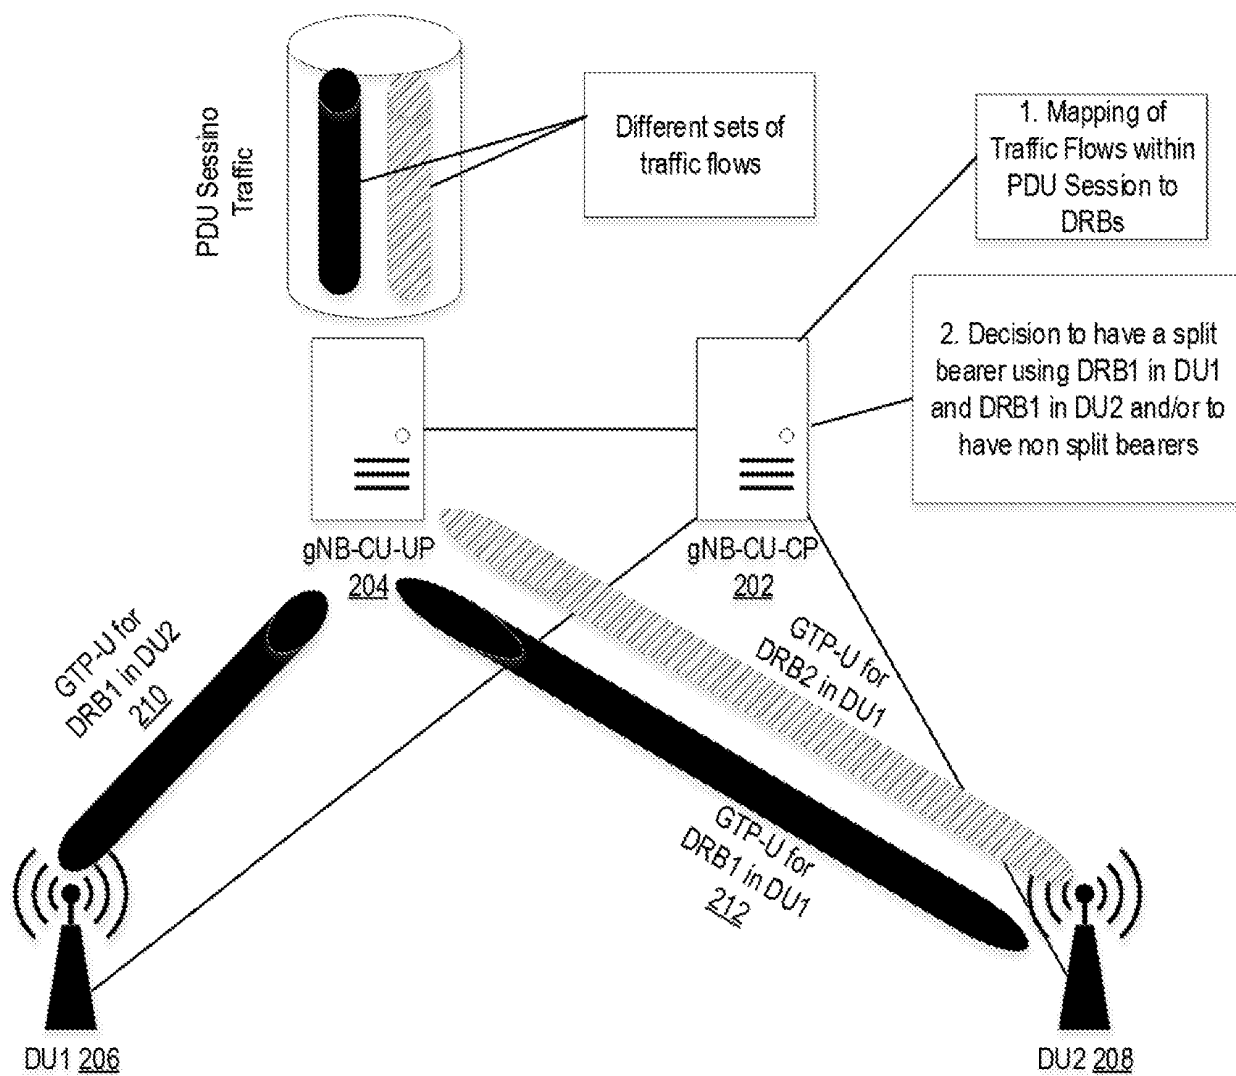 PDU Sessino
Traffic
Different sets of
traffic flows
1. Mapping of
Traffic Flows within
PDU Session to
DRBs
2. Decision to have a split
bearer using DRB1 in DU1
and DRB1 in DU2 and/or to
have non split bearers
gNB-CU-UP
204
gNB-CU-CP
202
GTP-U for
DRB1 in DU2
210
GTP-U for
DRB2 in DU1
GTP-U for
DRB1 in DU1
212
DU1 206
DU2 208